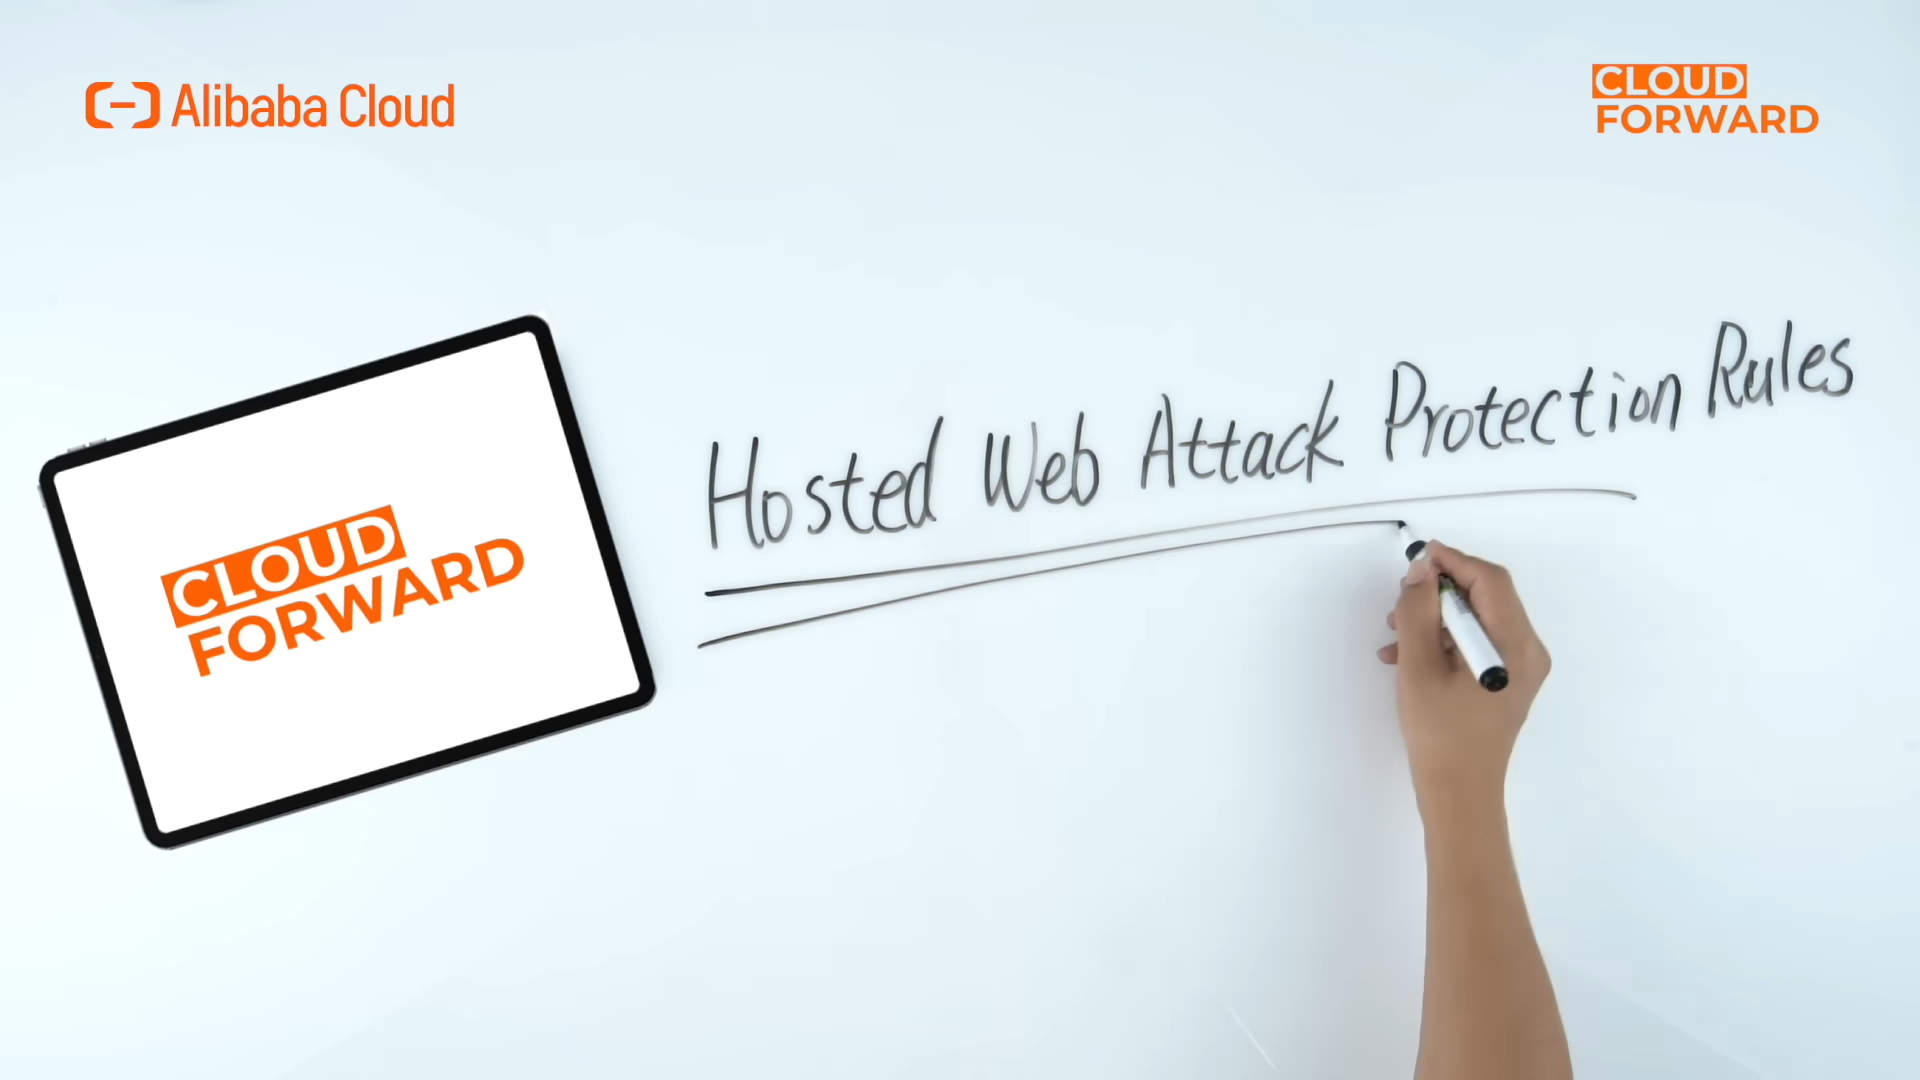 Alibaba Cloud
CLOUD
FORWARD
Hosted Web Attack Protection Rules
CLOUD
FORWARD